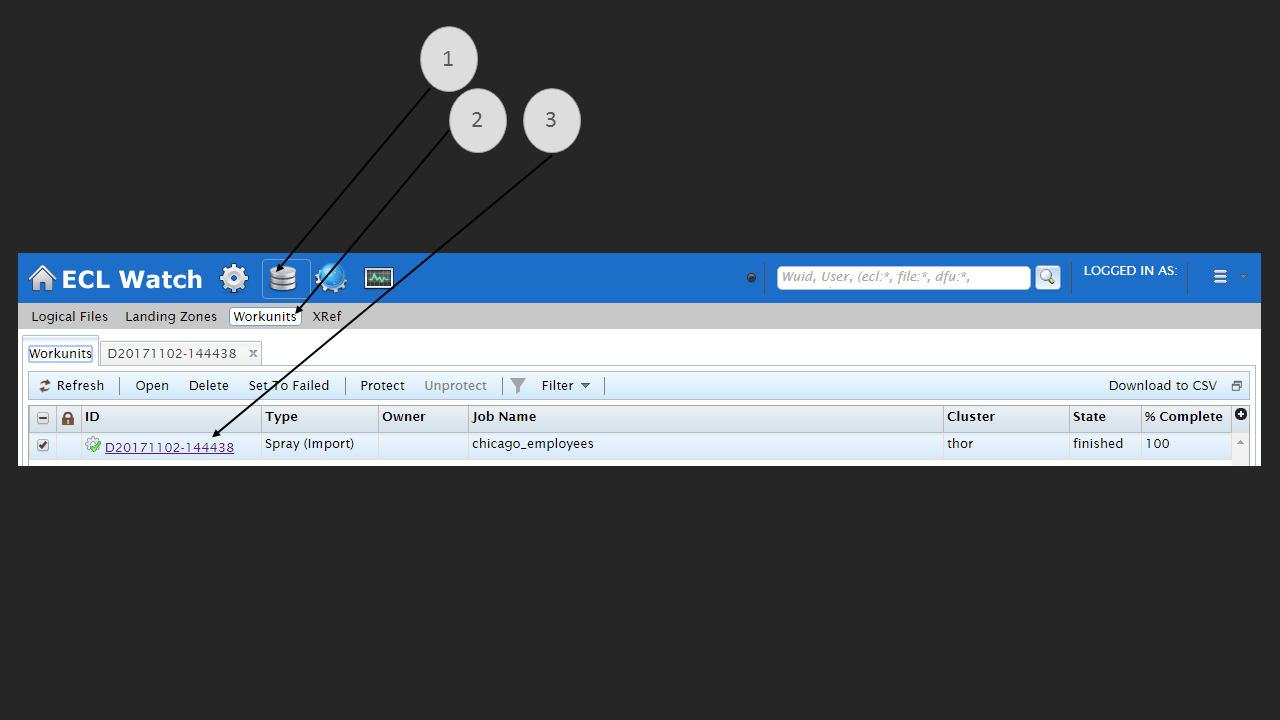 1
2
3
ECL Watch
Wuid, User, (ecl:*, file:*, dfu:*,
LOGGED IN AS:
Logical Files Landing Zones Workunits XRef
Workunits D20171102-144438 x
Refresh Open Delete Set To Failed Protect Unprotect Filter Download to CSV
ID Type Owner Job Name Cluster State % Complete
D20171102-144438 Spray (Import) chicago_employees thor finished 100